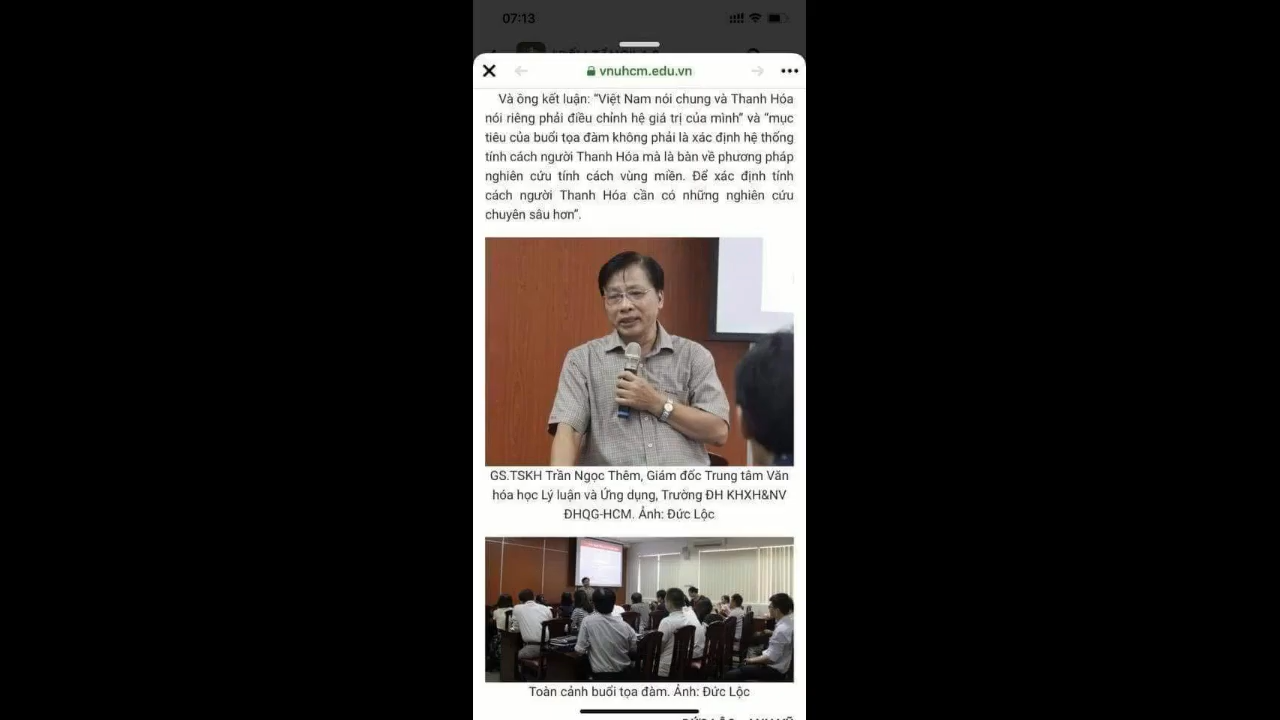 07:13
vnuhcm.edu.vn
Và ông kết luận: “Việt Nam nói chung và Thanh Hóa
nói riêng phải điều chỉnh hệ giá trị của mình” và “mục
tiêu của buổi tọa đàm không phải là xác định hệ thống
tính cách người Thanh Hóa mà là bàn về phương pháp
nghiên cứu tính cách vùng miền. Để xác định tính
cách người Thanh Hóa cần có những nghiên cứu
chuyên sâu hơn”.
GS.TSKH Trần Ngọc Thêm, Giám đốc Trung tâm Văn
hóa học Lý luận và Ứng dụng, Trường ĐH KHXH&NV
ĐHQG-HCM. Ảnh: Đức Lộc
Toàn cảnh buổi tọa đàm. Ảnh: Đức Lộc